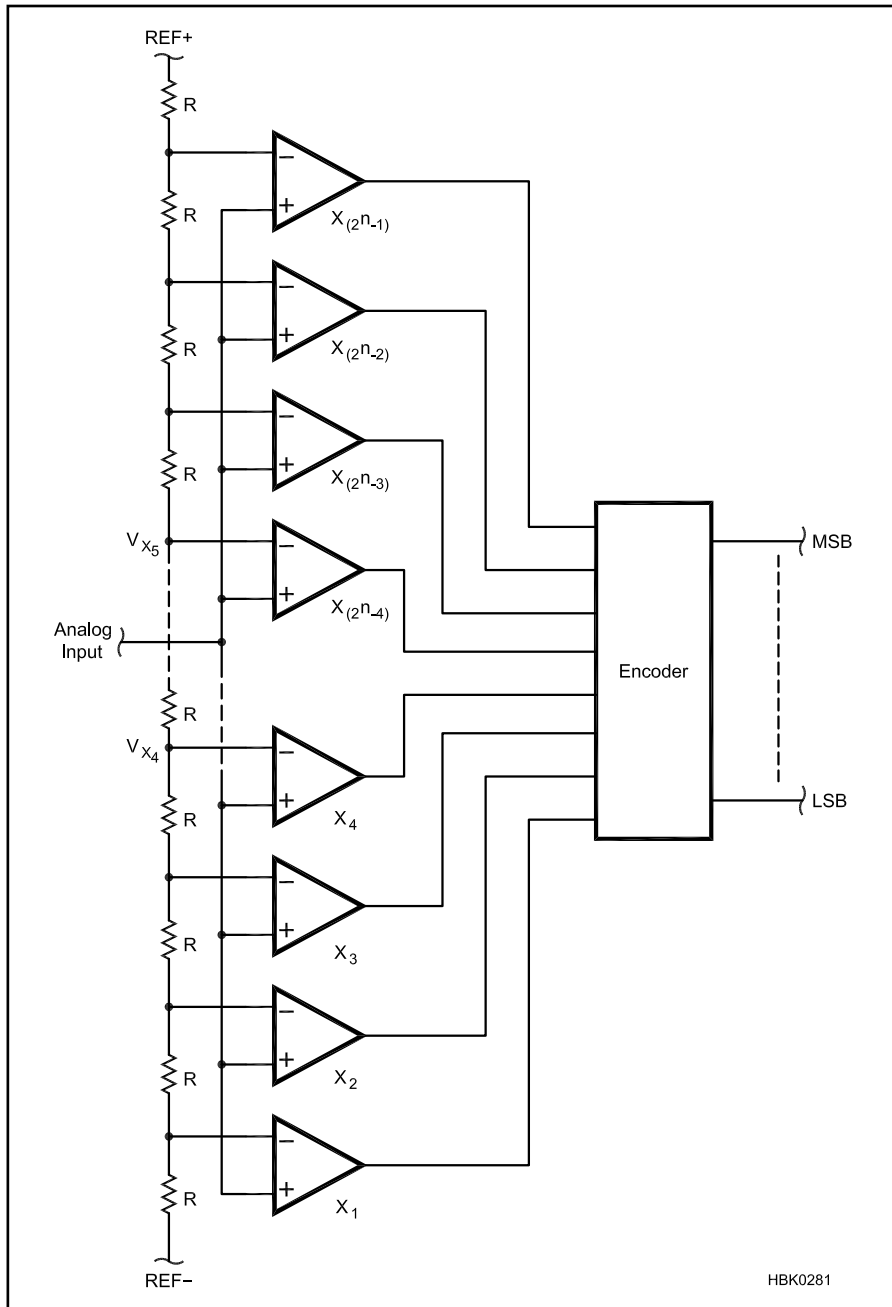 REF+
R
−
+
X(2n-1)
R
−
+
X(2n-2)
R
−
+
X(2n-3)
R
VX5
−
+
X(2n-4)
MSB
Analog
Input
Encoder
R
VX4
−
+
X4
LSB
R
−
+
X3
R
−
+
X2
R
−
+
X1
R
REF−
HBK0281